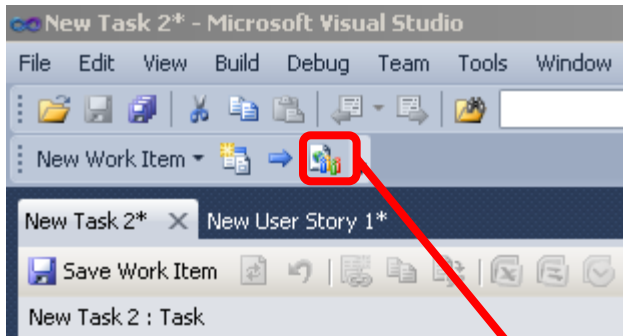 New Task 2* - Microsoft Visual Studio
File Edit View Build Debug Team Tools Window
New Work Item
New Task 2* New User Story 1*
Save Work Item
New Task 2 : Task